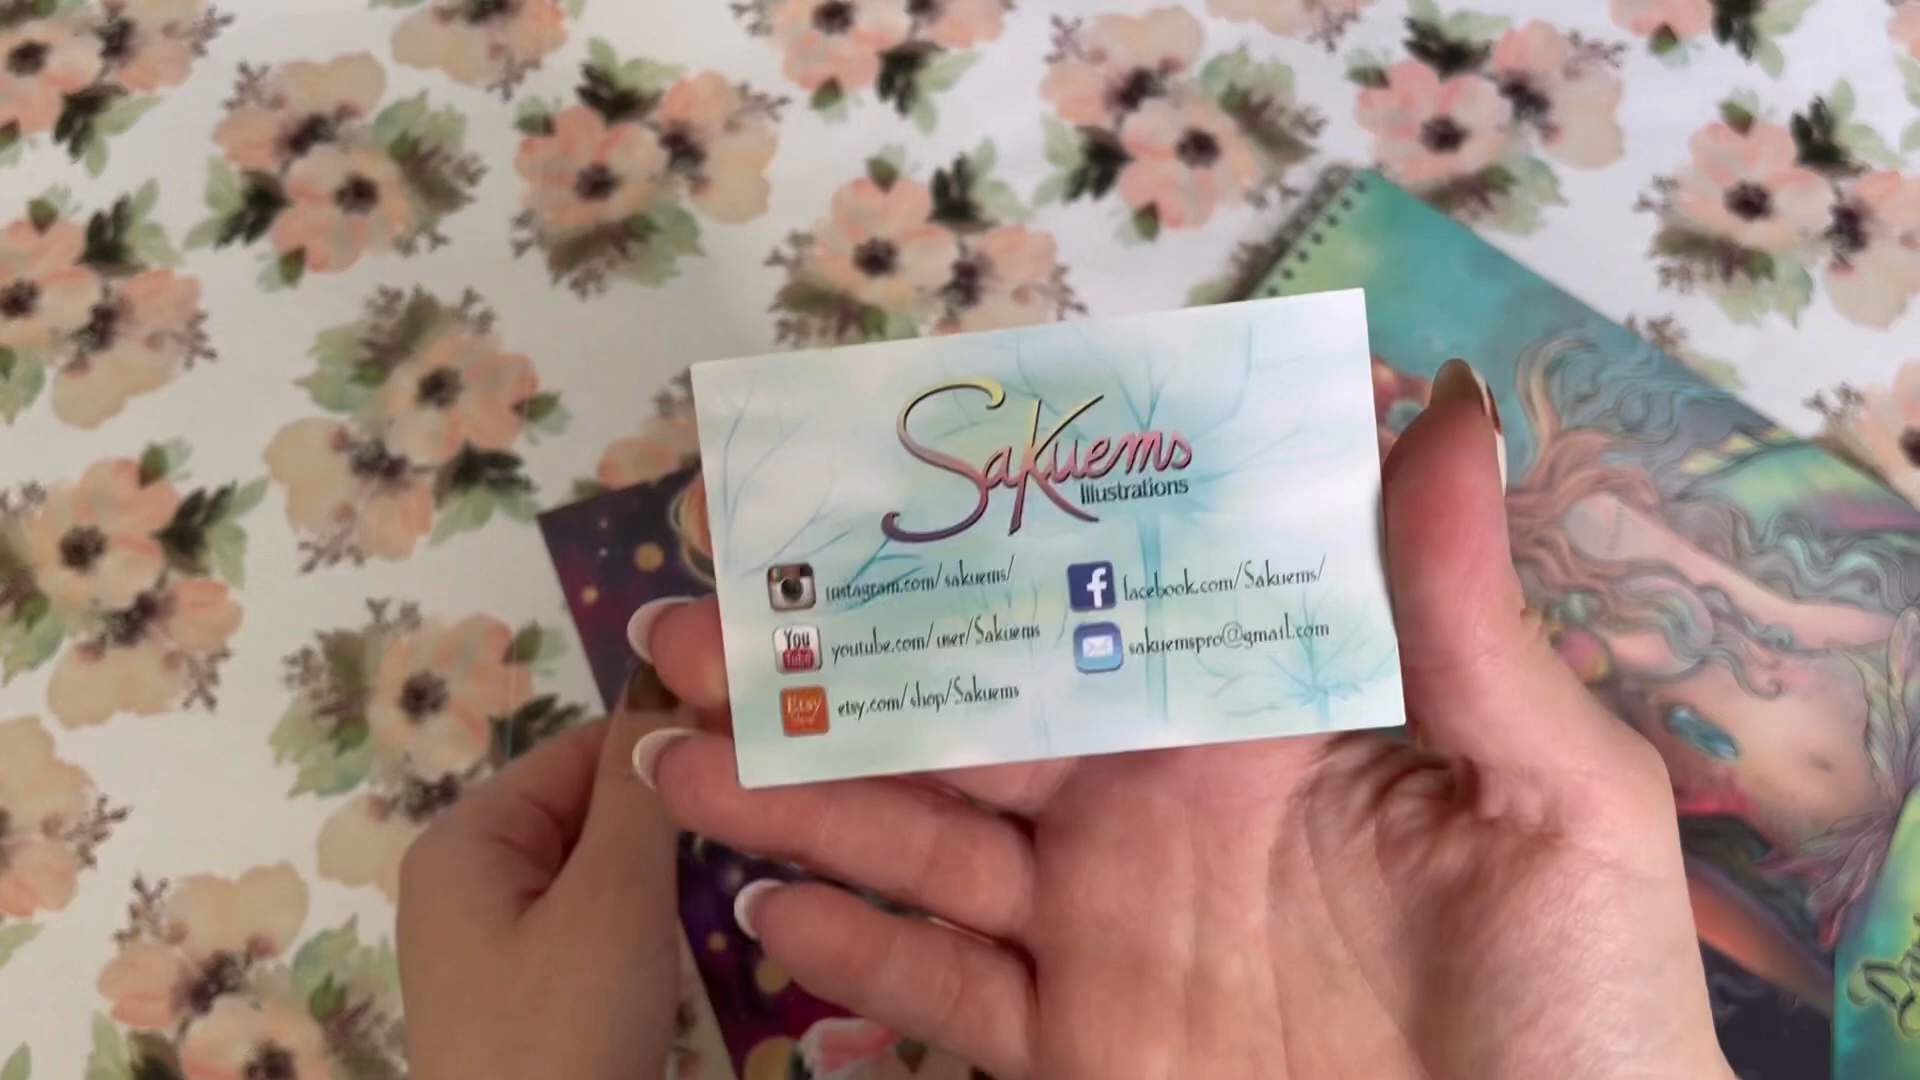 Sakuems
Illustrations
instagram.com/sakuems/
facebook.com/Sakuems/
You
Tube
youtube.com/user/Sakuems
sakuemspro@gmail.com
Etsy
etsy.com/shop/Sakuems